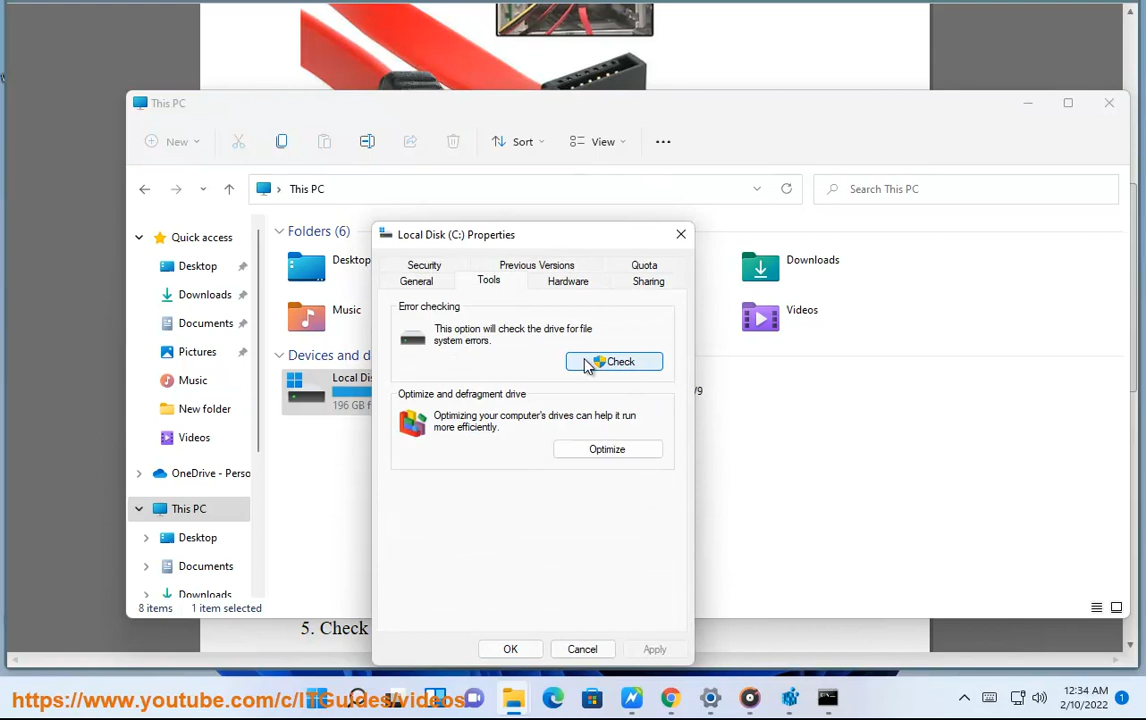 This PC
New
Sort
View
This PC
Search This PC
Quick access
Desktop
Downloads
Documents
Pictures
Music
New folder
Videos
OneDrive - Perso
This PC
Desktop
Documents
Downloads
Folders (6)
Desktop
Downloads
Music
Videos
Devices and d
Local Dis
196 GB f
8 items
1 item selected
Local Disk (C:) Properties
Security
Previous Versions
Quota
General
Tools
Hardware
Sharing
Error checking
This option will check the drive for file
system errors.
Check
Optimize and defragment drive
Optimizing your computer's drives can help it run
more efficiently.
Optimize
OK
Cancel
Apply
5. Check
https://www.youtube.com/c/ITGuides/videos
12:34 AM
2/10/2022
1